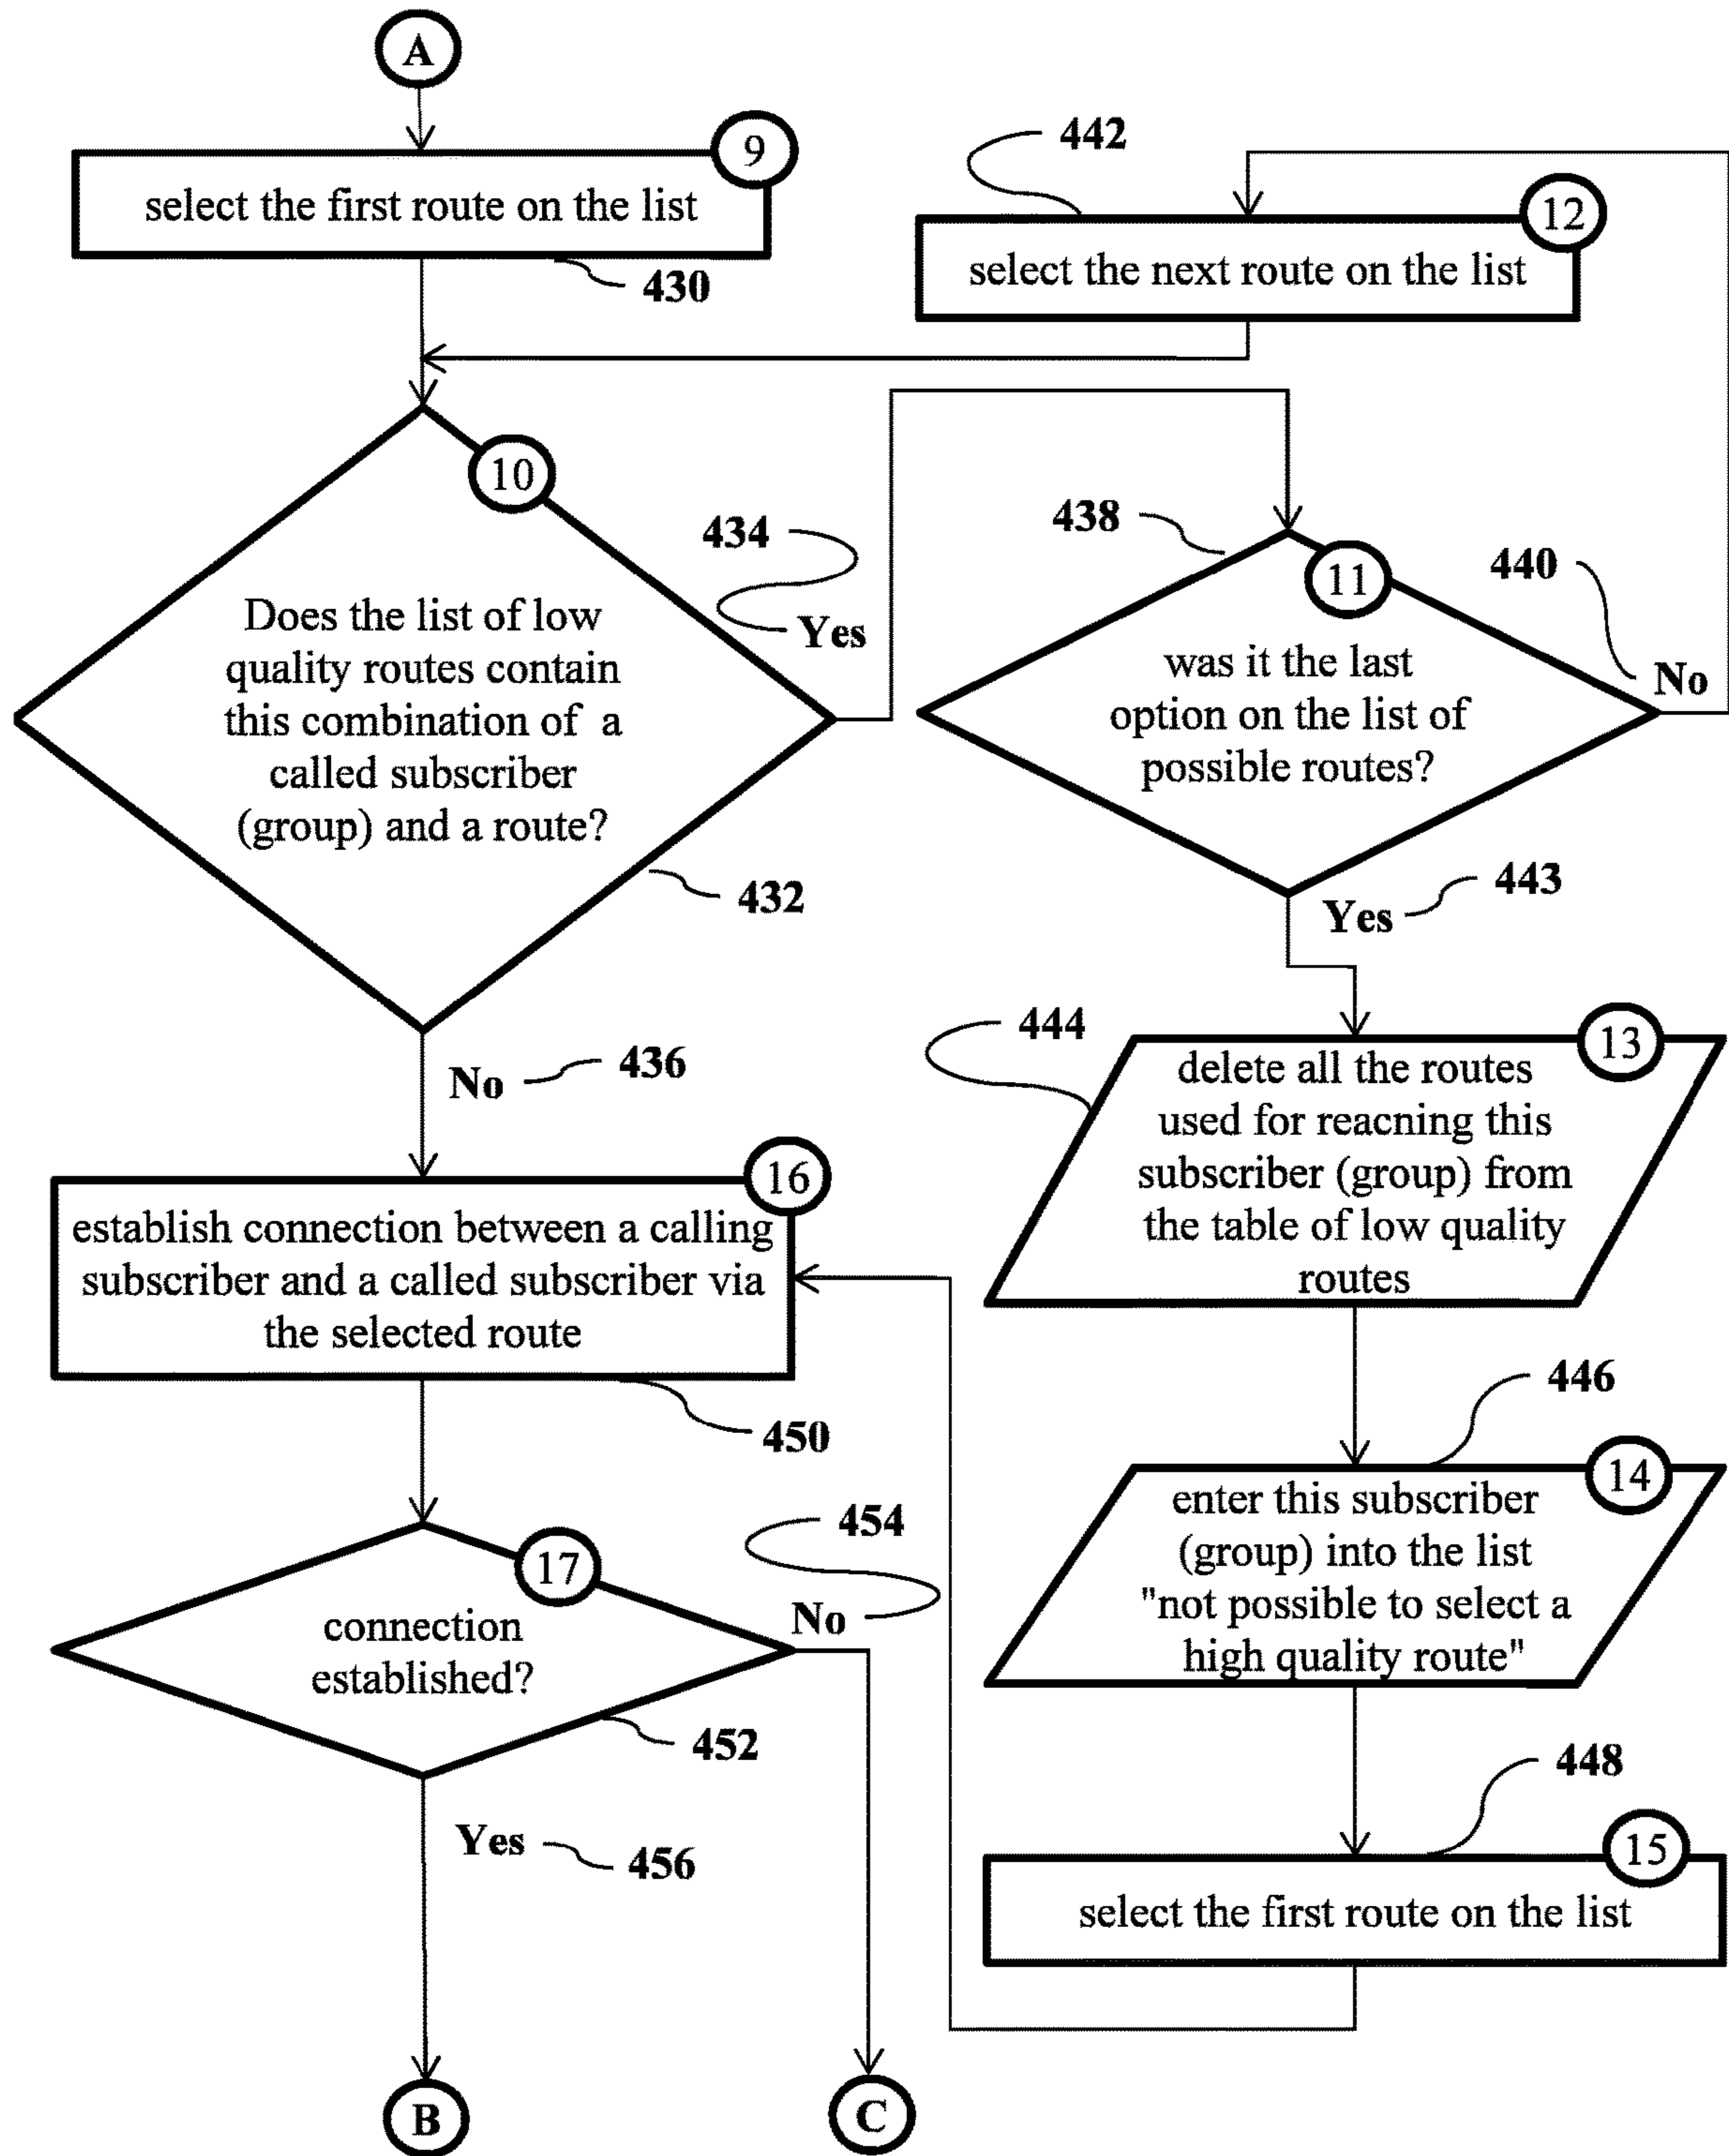 A
9
select the first route on the list
430
442
12
select the next route on the list
10
434
Yes
Does the list of low
quality routes contain
this combination of a
called subscriber
(group) and a route?
432
438
11
440
No
was it the last
option on the list of
possible routes?
443
Yes
No
436
444
13
delete all the routes
used for reacning this
subscriber (group) from
the table of low quality
routes
16
establish connection between a calling
subscriber and a called subscriber via
the selected route
450
446
14
enter this subscriber
(group) into the list
"not possible to select a
high quality route"
454
17
No
connection
established?
452
448
15
select the first route on the list
Yes
456
B
C